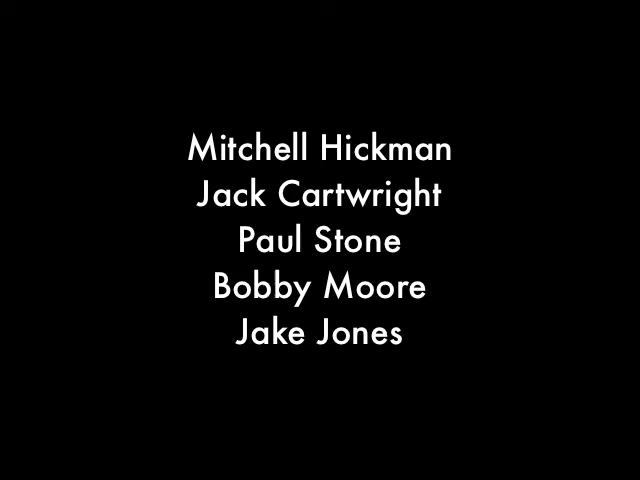 Mitchell Hickman
Jack Cartwright
Paul Stone
Bobby Moore
Jake Jones